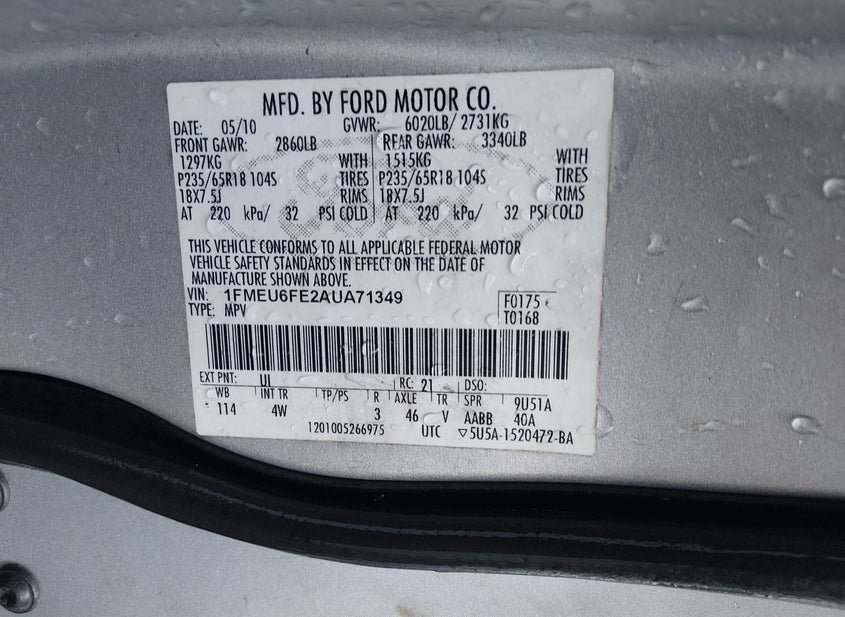 MFD. BY FORD MOTOR CO.
DATE: 05/10 GVWR: 6020LB/ 2731KG
FRONT GAWR: 2860LB REAR GAWR: 3340LB
1297KG WITH 1515KG WITH
P235/65R18 104S TIRES P235/65R18 104S TIRES
18X7.5J RIMS 18X7.5J RIMS
AT 220 kPa/ 32 PSI COLD AT 220 kPa/ 32 PSI COLD
THIS VEHICLE CONFORMS TO ALL APPLICABLE FEDERAL MOTOR
VEHICLE SAFETY STANDARDS IN EFFECT ON THE DATE OF
MANUFACTURE SHOWN ABOVE.
VIN: 1FMEU6FE2AUA71349 F0175
TYPE: MPV T0168
EXT PNT: UI RC: 21 DSO:
WB INT TR TP/PS R AXLE TR SPR 9U51A
114 4W 3 46 V AABB 40A
1201005266975 UTC ▽5U5A-1520472-BA